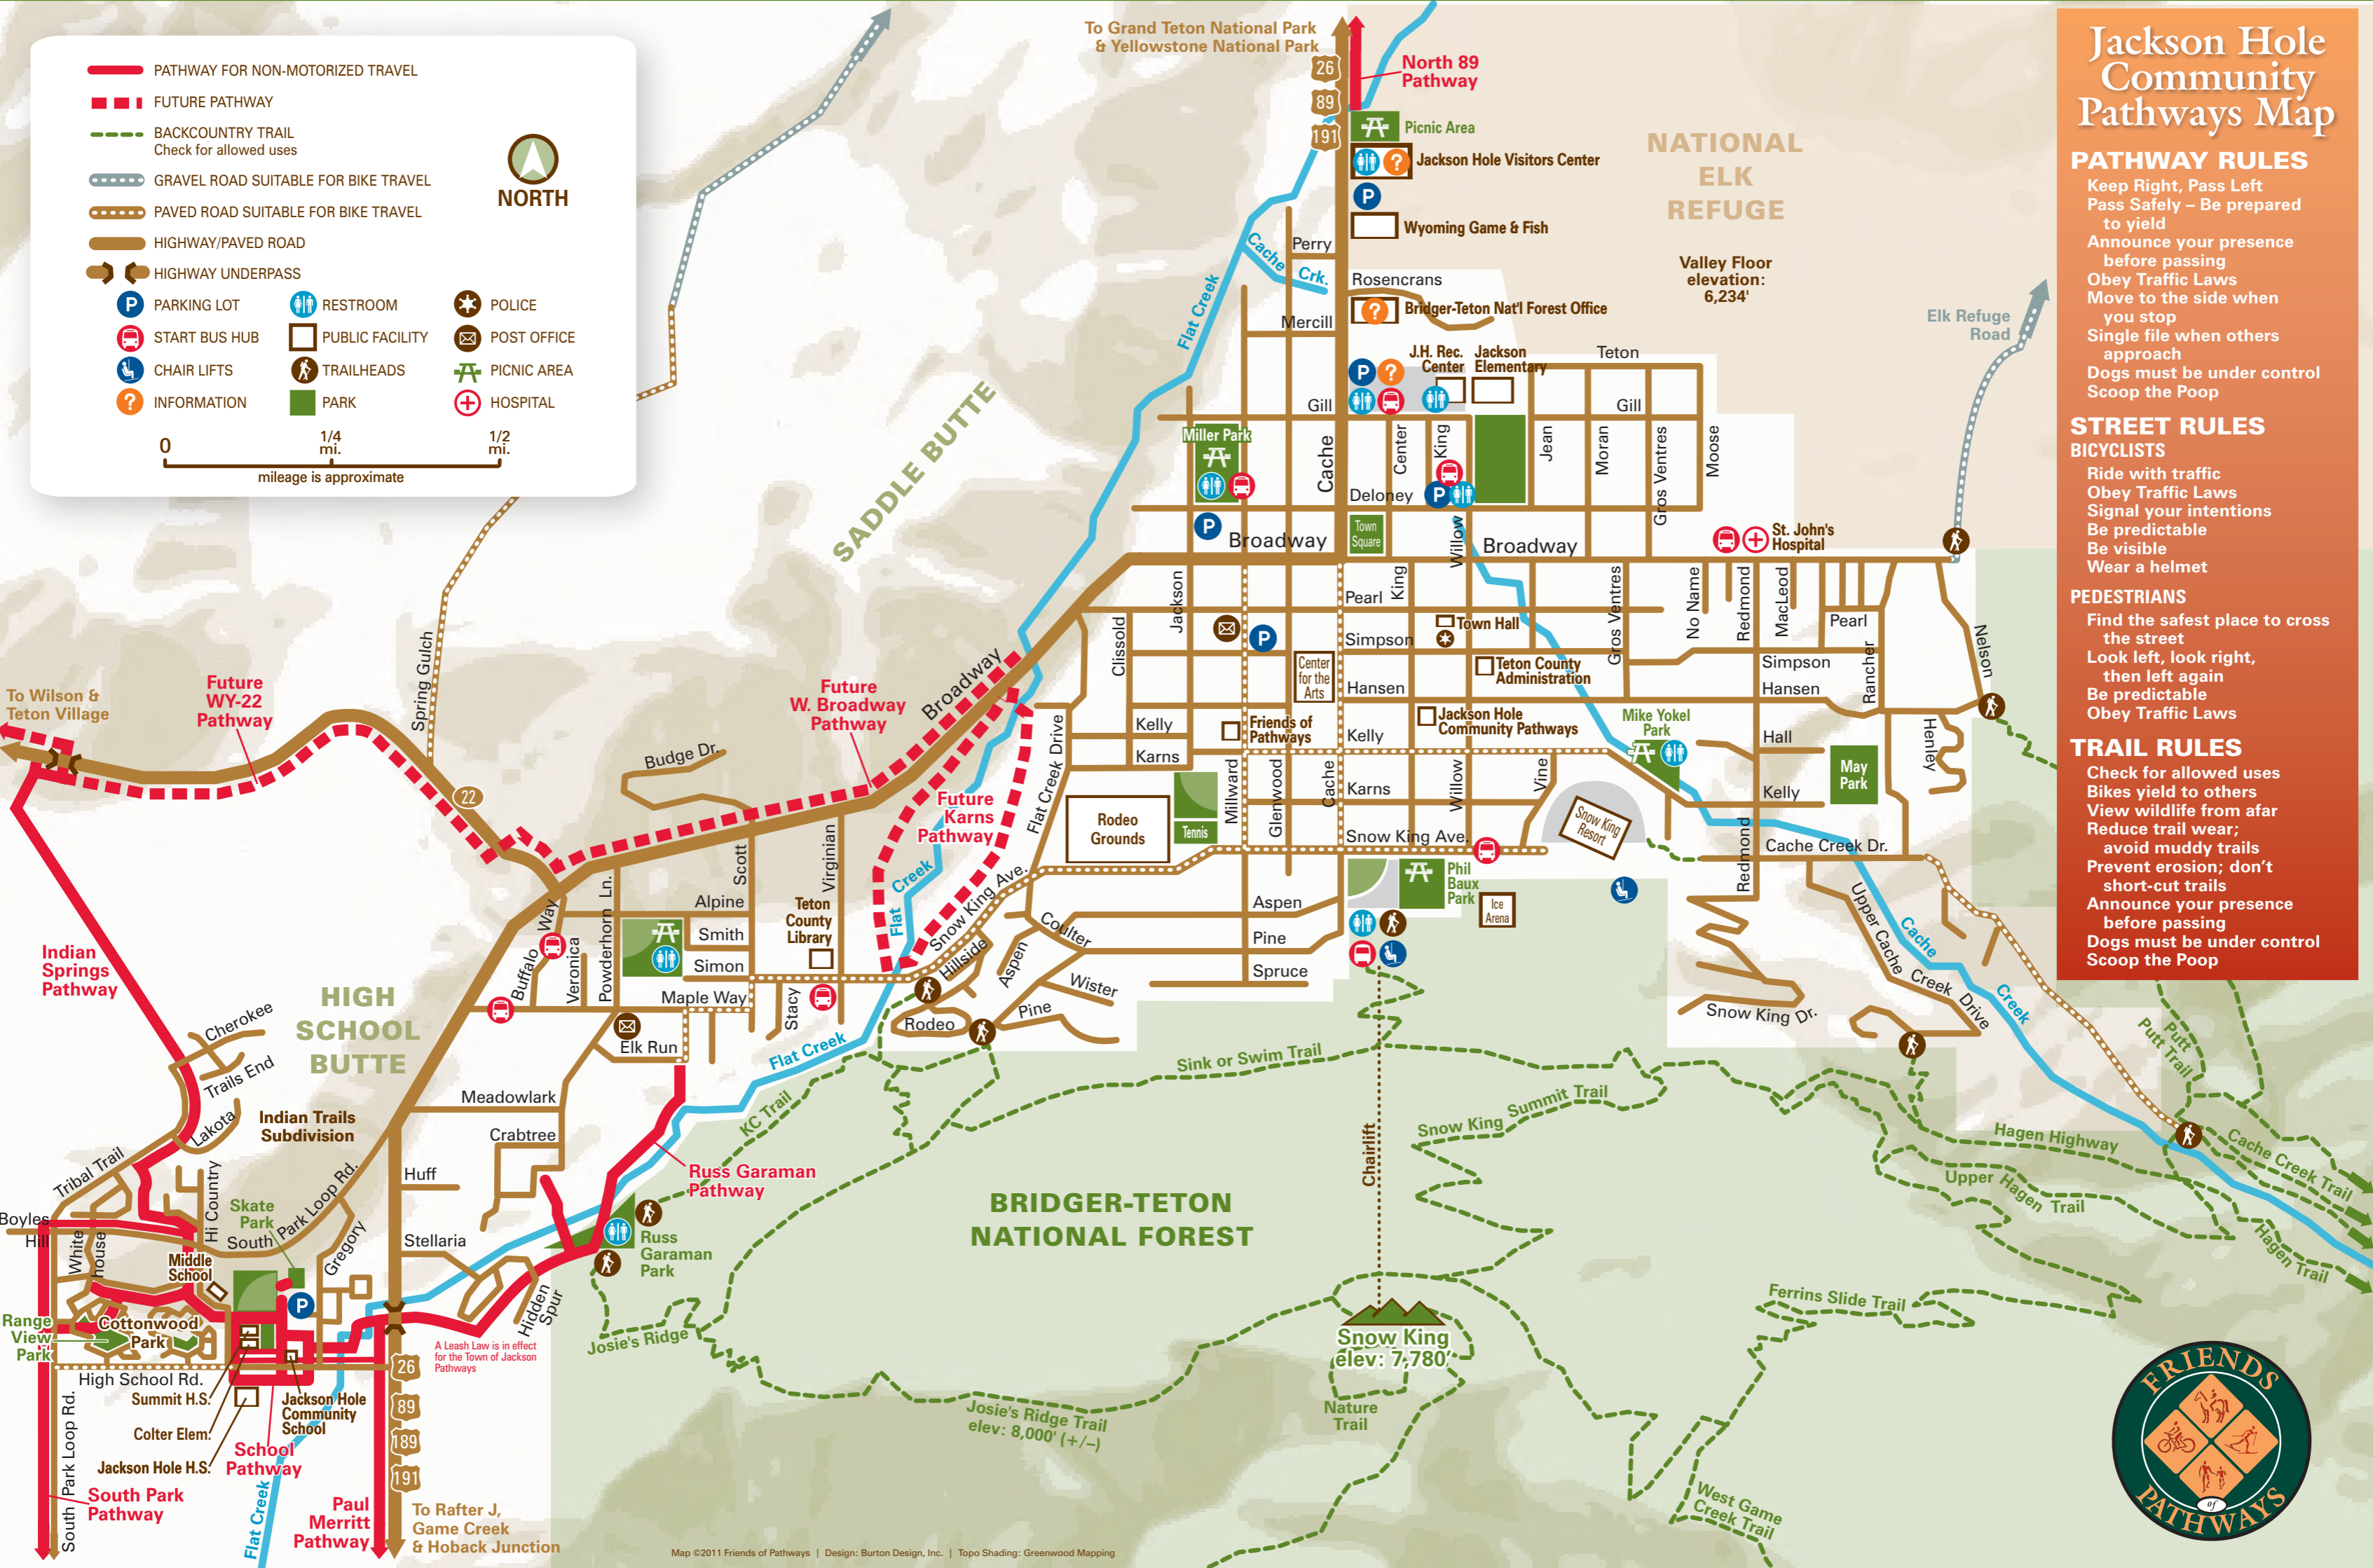 PATHWAY FOR NON-MOTORIZED TRAVEL
FUTURE PATHWAY
BACKCOUNTRY TRAIL
Check for allowed uses
GRAVEL ROAD SUITABLE FOR BIKE TRAVEL
PAVED ROAD SUITABLE FOR BIKE TRAVEL
HIGHWAY/PAVED ROAD
HIGHWAY UNDERPASS
NORTH
P PARKING LOT
RESTROOM
POLICE
START BUS HUB
PUBLIC FACILITY
POST OFFICE
CHAIR LIFTS
TRAILHEADS
PICNIC AREA
? INFORMATION
PARK
HOSPITAL
0
1/4
mi.
1/2
mi.
mileage is approximate
To Grand Teton National Park
& Yellowstone National Park
26
89
191
North 89
Pathway
Picnic Area
?
Jackson Hole Visitors Center
P
Wyoming Game & Fish
NATIONAL
ELK
REFUGE
Valley Floor
elevation:
6,234'
Elk Refuge
Road
Perry
Cache
Crk.
Rosencrans
?
Bridger-Teton Nat'l Forest Office
Flat Creek
Mercill
J.H. Rec.
Center
Jackson
Elementary
Teton
P
?
Gill
Gill
Miller Park
Cache
Center
King
Jean
Moran
Gros Ventres
Moose
Deloney
P
P
Town
Square
Broadway
Willow
Broadway
St. John's
Hospital
SADDLE BUTTE
Jackson
Clissold
Pearl
King
Simpson
Town Hall
P
Center
for the
Arts
Hansen
Teton County
Administration
Gros Ventres
No Name
Redmond
MacLeod
Pearl
Simpson
Hansen
Rancher
Nelson
Kelly
Friends of
Pathways
Kelly
Jackson Hole
Community Pathways
Mike Yokel
Park
Karns
Hall
May
Park
Henley
Kelly
Millward
Glenwood
Cache
Karns
Willow
Vine
Snow King
Resort
Redmond
Rodeo
Grounds
Tennis
Snow King Ave.
Cache Creek Dr.
Flat Creek Drive
Phil
Baux
Park
Ice
Arena
Spring Gulch
To Wilson &
Teton Village
Future
WY-22
Pathway
22
Budge Dr.
Broadway
Future
W. Broadway
Pathway
Future
Karns
Pathway
Flat
Creek
Scott
Virginian
Alpine
Smith
Simon
Teton
County
Library
Buffalo
Way
Veronica
Powderhorn Ln.
Maple Way
Stacy
Elk Run
Snow King Ave.
Hillside
Aspen
Coulter
Wister
Pine
Rodeo
Aspen
Pine
Spruce
Upper Cache
Creek
Drive
Cache
Creek
Snow King Dr.
Indian
Springs
Pathway
HIGH
SCHOOL
BUTTE
Cherokee
Trails End
Lakota
Indian Trails
Subdivision
Tribal Trail
Meadowlark
Crabtree
Huff
Stellaria
Flat Creek
KC Trail
Sink or Swim Trail
Snow King
Summit Trail
Chairlift
Russ Garaman
Pathway
BRIDGER-TETON
NATIONAL FOREST
Putt
Putt Trail
Hagen Highway
Cache Creek Trail
Upper
Hagen
Trail
Hagen Trail
Ferrins Slide Trail
Boyles
Hill
White
house
Hi Country
Skate
Park
South
Park Loop Rd.
Gregory
Middle
School
P
Range
View
Park
Cottonwood
Park
Russ
Garaman
Park
Hidden
Spur
Josie's Ridge
A Leash Law is in effect
for the Town of Jackson
Pathways
Snow King
elev: 7,780'
Nature
Trail
Josie's Ridge Trail
elev: 8,000' (+/–)
West Game
Creek Trail
High School Rd.
Summit H.S.
Colter Elem.
Jackson Hole H.S.
Jackson Hole
Community
School
School
Pathway
South Park
Pathway
South Park Loop Rd.
Flat Creek
Paul
Merritt
Pathway
26
89
189
191
To Rafter J,
Game Creek
& Hoback Junction
Map ©2011 Friends of Pathways | Design: Burton Design, Inc. | Topo Shading: Greenwood Mapping
Jackson Hole
Community
Pathways Map
PATHWAY RULES
Keep Right, Pass Left
Pass Safely – Be prepared
to yield
Announce your presence
before passing
Obey Traffic Laws
Move to the side when
you stop
Single file when others
approach
Dogs must be under control
Scoop the Poop
STREET RULES
BICYCLISTS
Ride with traffic
Obey Traffic Laws
Signal your intentions
Be predictable
Be visible
Wear a helmet
PEDESTRIANS
Find the safest place to cross
the street
Look left, look right,
then left again
Be predictable
Obey Traffic Laws
TRAIL RULES
Check for allowed uses
Bikes yield to others
View wildlife from afar
Reduce trail wear;
avoid muddy trails
Prevent erosion; don't
short-cut trails
Announce your presence
before passing
Dogs must be under control
Scoop the Poop
FRIENDS
of
PATHWAYS